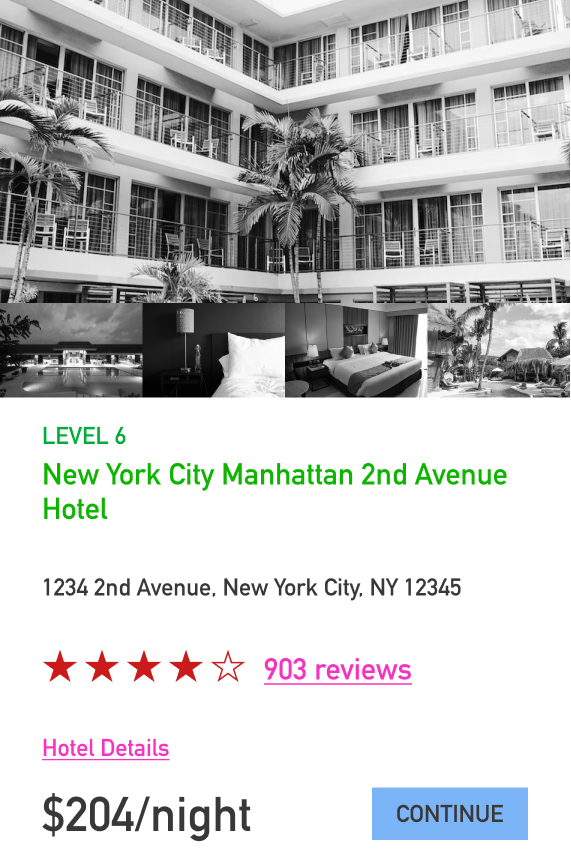 LEVEL 6
New York City Manhattan 2nd Avenue
Hotel
1234 2nd Avenue, New York City, NY 12345
903 reviews
Hotel Details
$204/night
CONTINUE